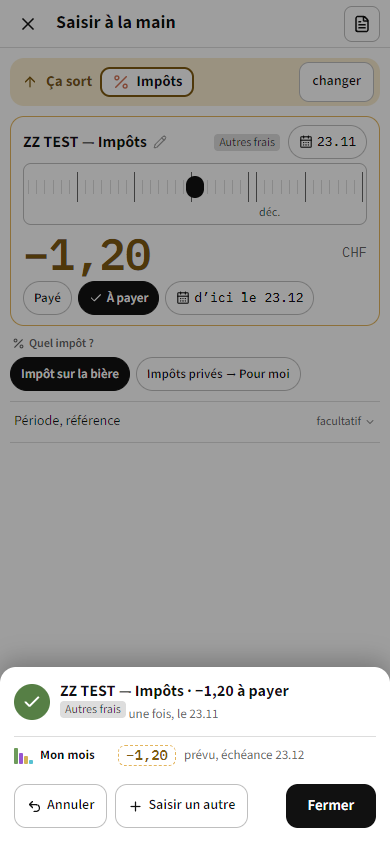 Saisir à la main
Ça sort Impôts changer
ZZ TEST — Impôts Autres frais 23.11
déc.
−1,20 CHF
Payé À payer d’ici le 23.12
Quel impôt ?
Impôt sur la bière Impôts privés — Pour moi
Période, référence facultatif
ZZ TEST — Impôts · −1,20 à payer
Autres frais une fois, le 23.11
Mon mois −1,20 prévu, échéance 23.12
Annuler Saisir un autre Fermer